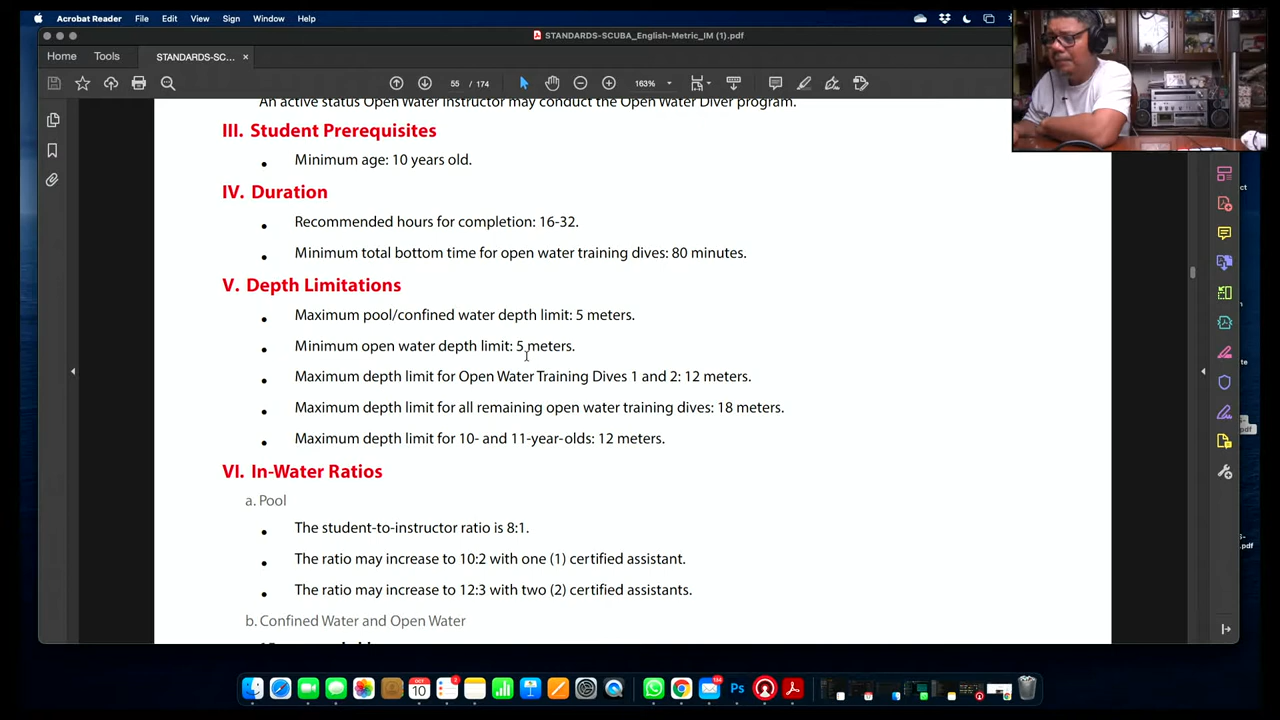 Acrobat Reader File Edit View Sign Window Help
STANDARDS-SCUBA_English-Metric_IM (1).pdf
Home Tools STANDARDS-SC... ×
55 / 174 163%
An active status Open Water Instructor may conduct the Open Water Diver program.
III. Student Prerequisites
• Minimum age: 10 years old.
IV. Duration
• Recommended hours for completion: 16-32.
• Minimum total bottom time for open water training dives: 80 minutes.
V. Depth Limitations
• Maximum pool/confined water depth limit: 5 meters.
• Minimum open water depth limit: 5 meters.
• Maximum depth limit for Open Water Training Dives 1 and 2: 12 meters.
• Maximum depth limit for all remaining open water training dives: 18 meters.
• Maximum depth limit for 10- and 11-year-olds: 12 meters.
VI. In-Water Ratios
a. Pool
• The student-to-instructor ratio is 8:1.
• The ratio may increase to 10:2 with one (1) certified assistant.
• The ratio may increase to 12:3 with two (2) certified assistants.
b. Confined Water and Open Water
OCT
10
Ps